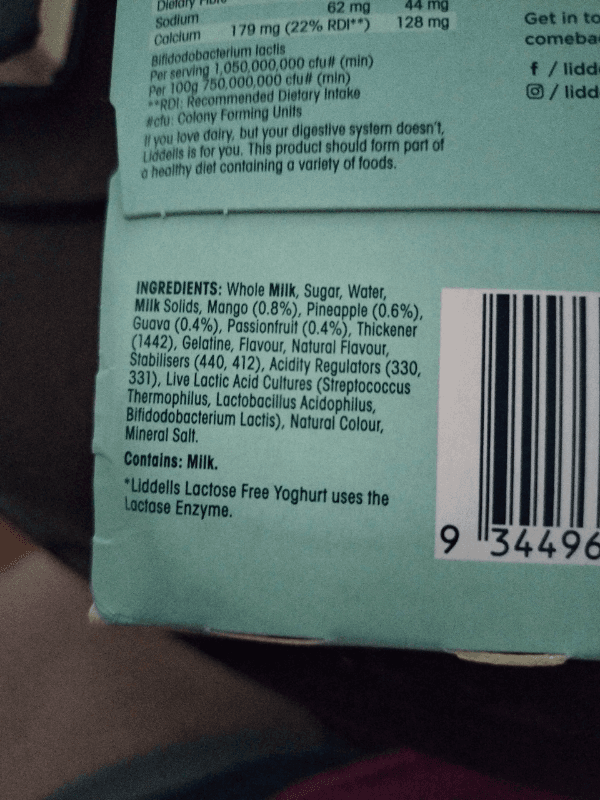 Dietary
Sodium 62 mg 44 mg
Calcium 179 mg (22% RDI**) 128 mg
Bifidodobacterium lactis
Per serving 1,050,000,000 cfu# (min)
Per 100g 750,000,000 cfu# (min)
**RDI: Recommended Dietary Intake
#cfu: Colony Forming Units
If you love dairy, but your digestive system doesn't,
Liddells is for you. This product should form part of
a healthy diet containing a variety of foods.
Get in to
comeba
f / lidd
/ lidd
INGREDIENTS: Whole Milk, Sugar, Water,
Milk Solids, Mango (0.8%), Pineapple (0.6%),
Guava (0.4%), Passionfruit (0.4%), Thickener
(1442), Gelatine, Flavour, Natural Flavour,
Stabilisers (440, 412), Acidity Regulators (330,
331), Live Lactic Acid Cultures (Streptococcus
Thermophilus, Lactobacillus Acidophilus,
Bifidodobacterium Lactis), Natural Colour,
Mineral Salt.
Contains: Milk.
*Liddells Lactose Free Yoghurt uses the
Lactase Enzyme.
9 34496